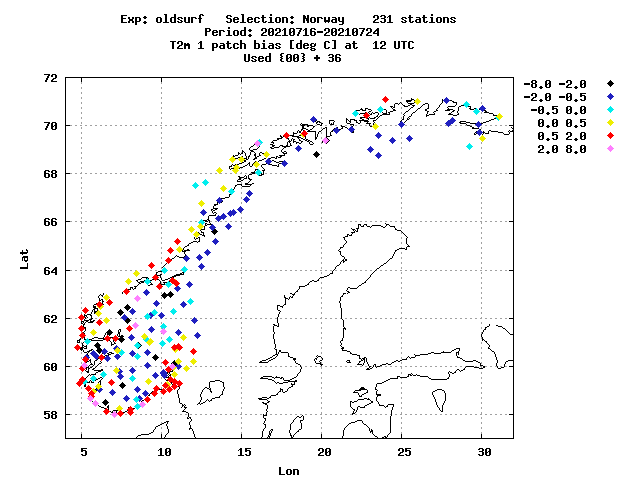 Exp: oldsurf   Selection: Norway    231 stations
Period: 20210716-20210724
T2m 1 patch bias [deg C] at  12 UTC
Used {00} + 36
-8.0 -2.0
-2.0 -0.5
-0.5 0.0
0.0 0.5
0.5 2.0
2.0 8.0
72
70
68
66
64
62
60
58
Lat
5 10 15 20 25 30
Lon